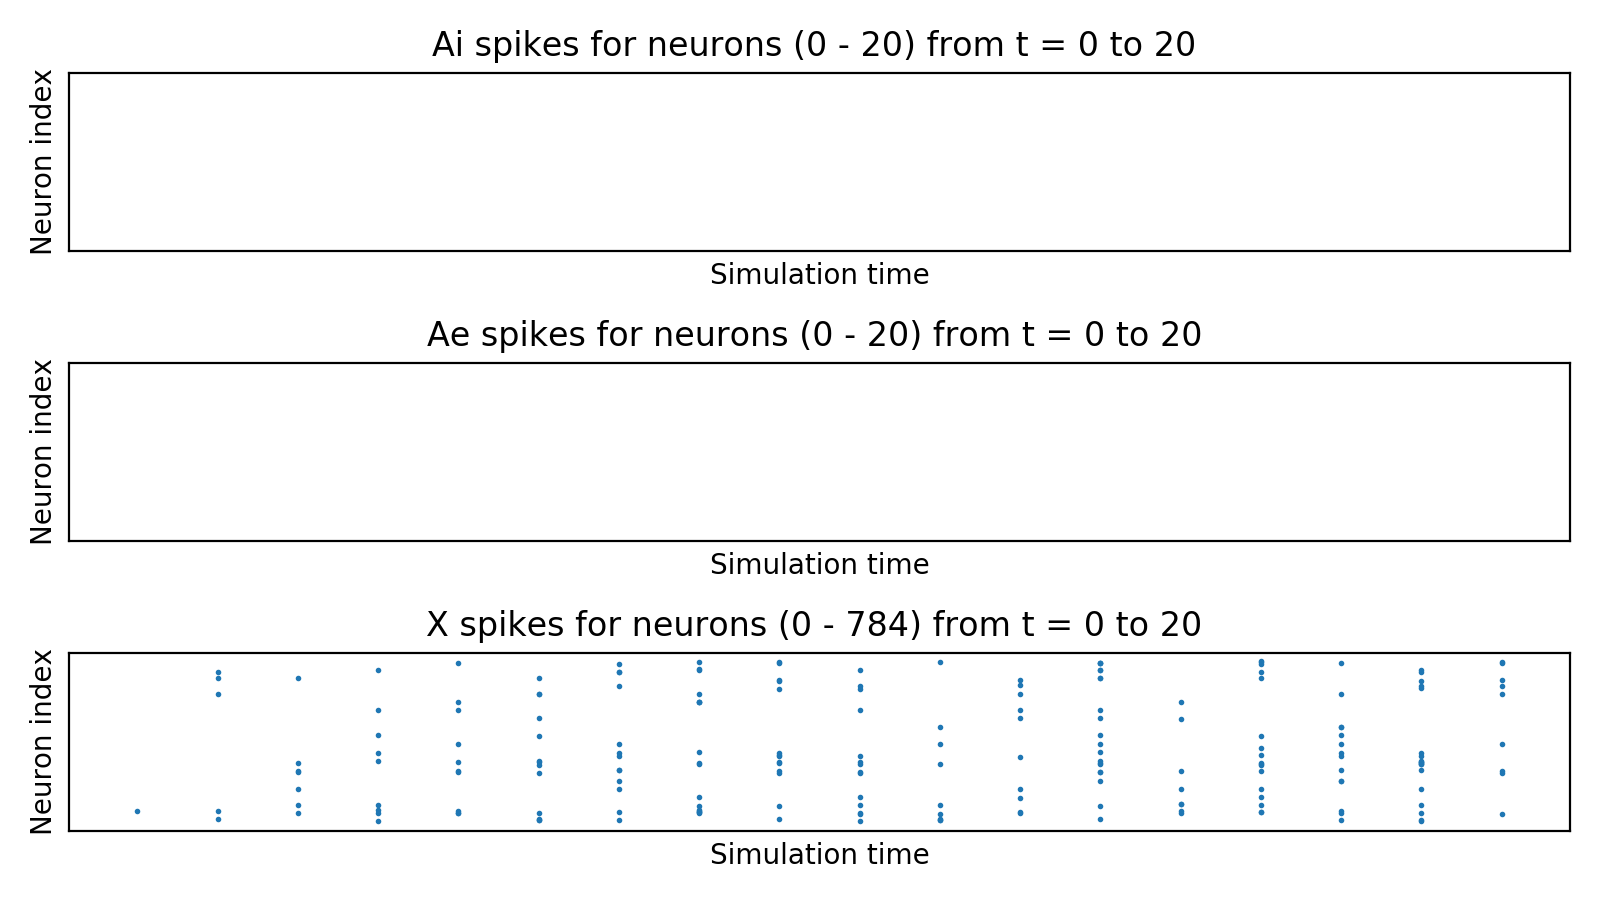 Ai spikes for neurons (0 - 20) from t = 0 to 20
Neuron index
Simulation time
Ae spikes for neurons (0 - 20) from t = 0 to 20
Neuron index
Simulation time
X spikes for neurons (0 - 784) from t = 0 to 20
Neuron index
Simulation time